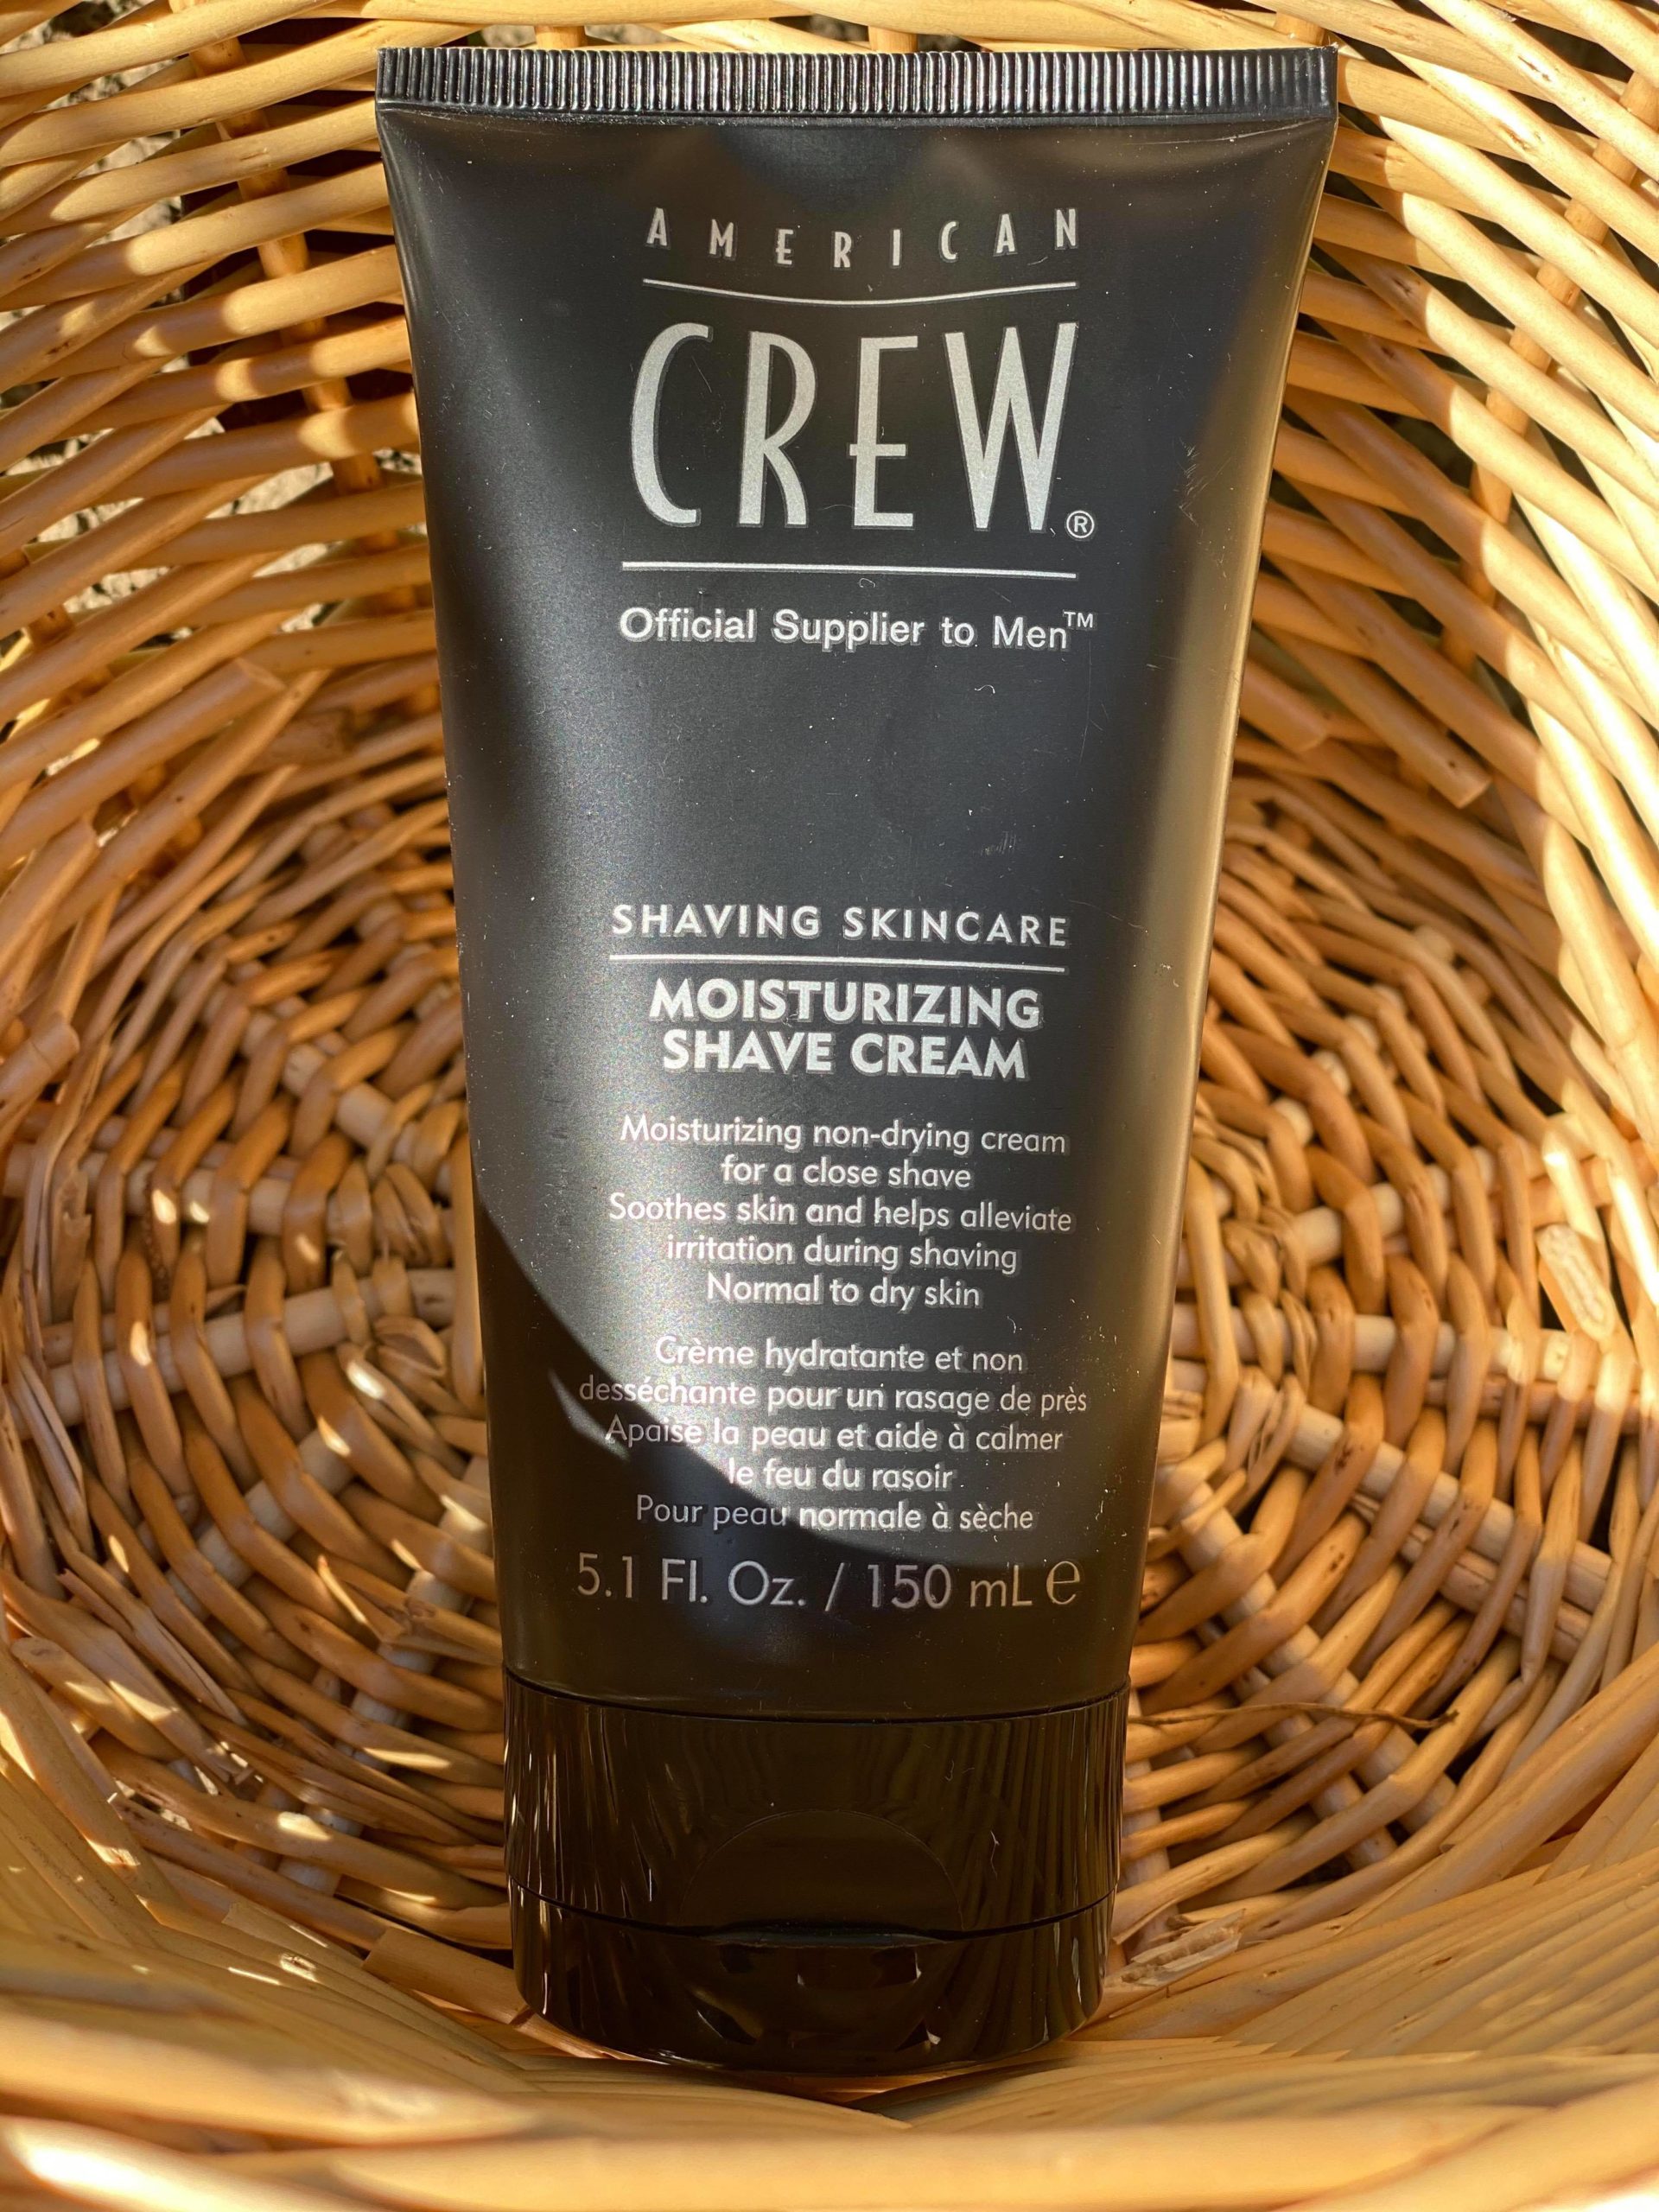 AMERICAN
CREW®
Official Supplier to Men™
SHAVING SKINCARE
MOISTURIZING
SHAVE CREAM
Moisturizing non-drying cream
for a close shave
Soothes skin and helps alleviate
irritation during shaving
Normal to dry skin
Crème hydratante et non
desséchante pour un rasage de près
Apaise la peau et aide à calmer
le feu du rasoir
Pour peau normale à sèche
5.1 Fl. Oz. / 150 mL ℮